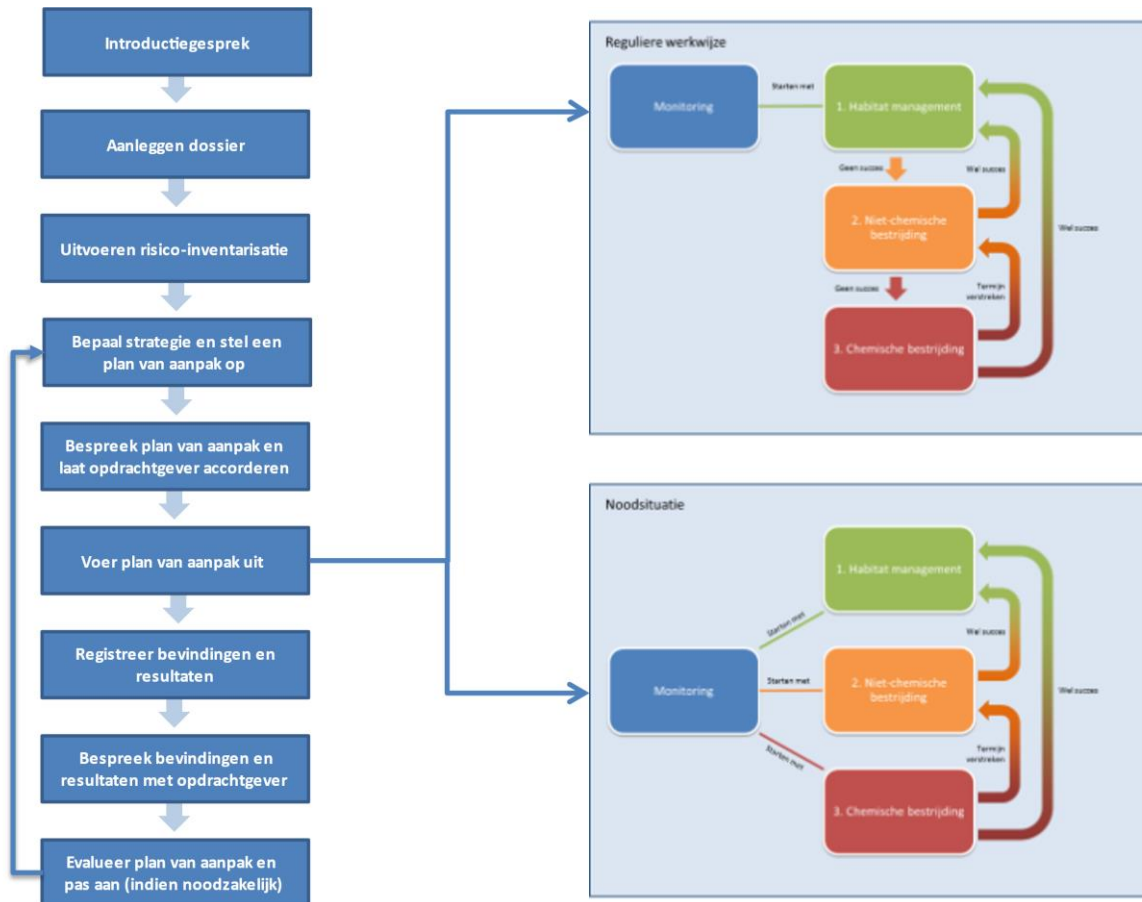 Introductiegesprek
Aanleggen dossier
Uitvoeren risico-inventarisatie
Bepaal strategie en stel een
plan van aanpak op
Bespreek plan van aanpak en
laat opdrachtgever accorderen
Voer plan van aanpak uit
Registreer bevindingen en
resultaten
Bespreek bevindingen en
resultaten met opdrachtgever
Evalueer plan van aanpak en
pas aan (indien noodzakelijk)
Reguliere werkwijze
Monitoring
Starten met
1. Habitat management
Geen succes
Wel succes
2. Niet-chemische
bestrijding
Wel succes
Geen succes
Termijn
verstreken
3. Chemische bestrijding
Noodsituatie
1. Habitat management
Starten met
Wel succes
Monitoring
Starten met
2. Niet-chemische
bestrijding
Wel succes
Starten met
Termijn
verstreken
3. Chemische bestrijding